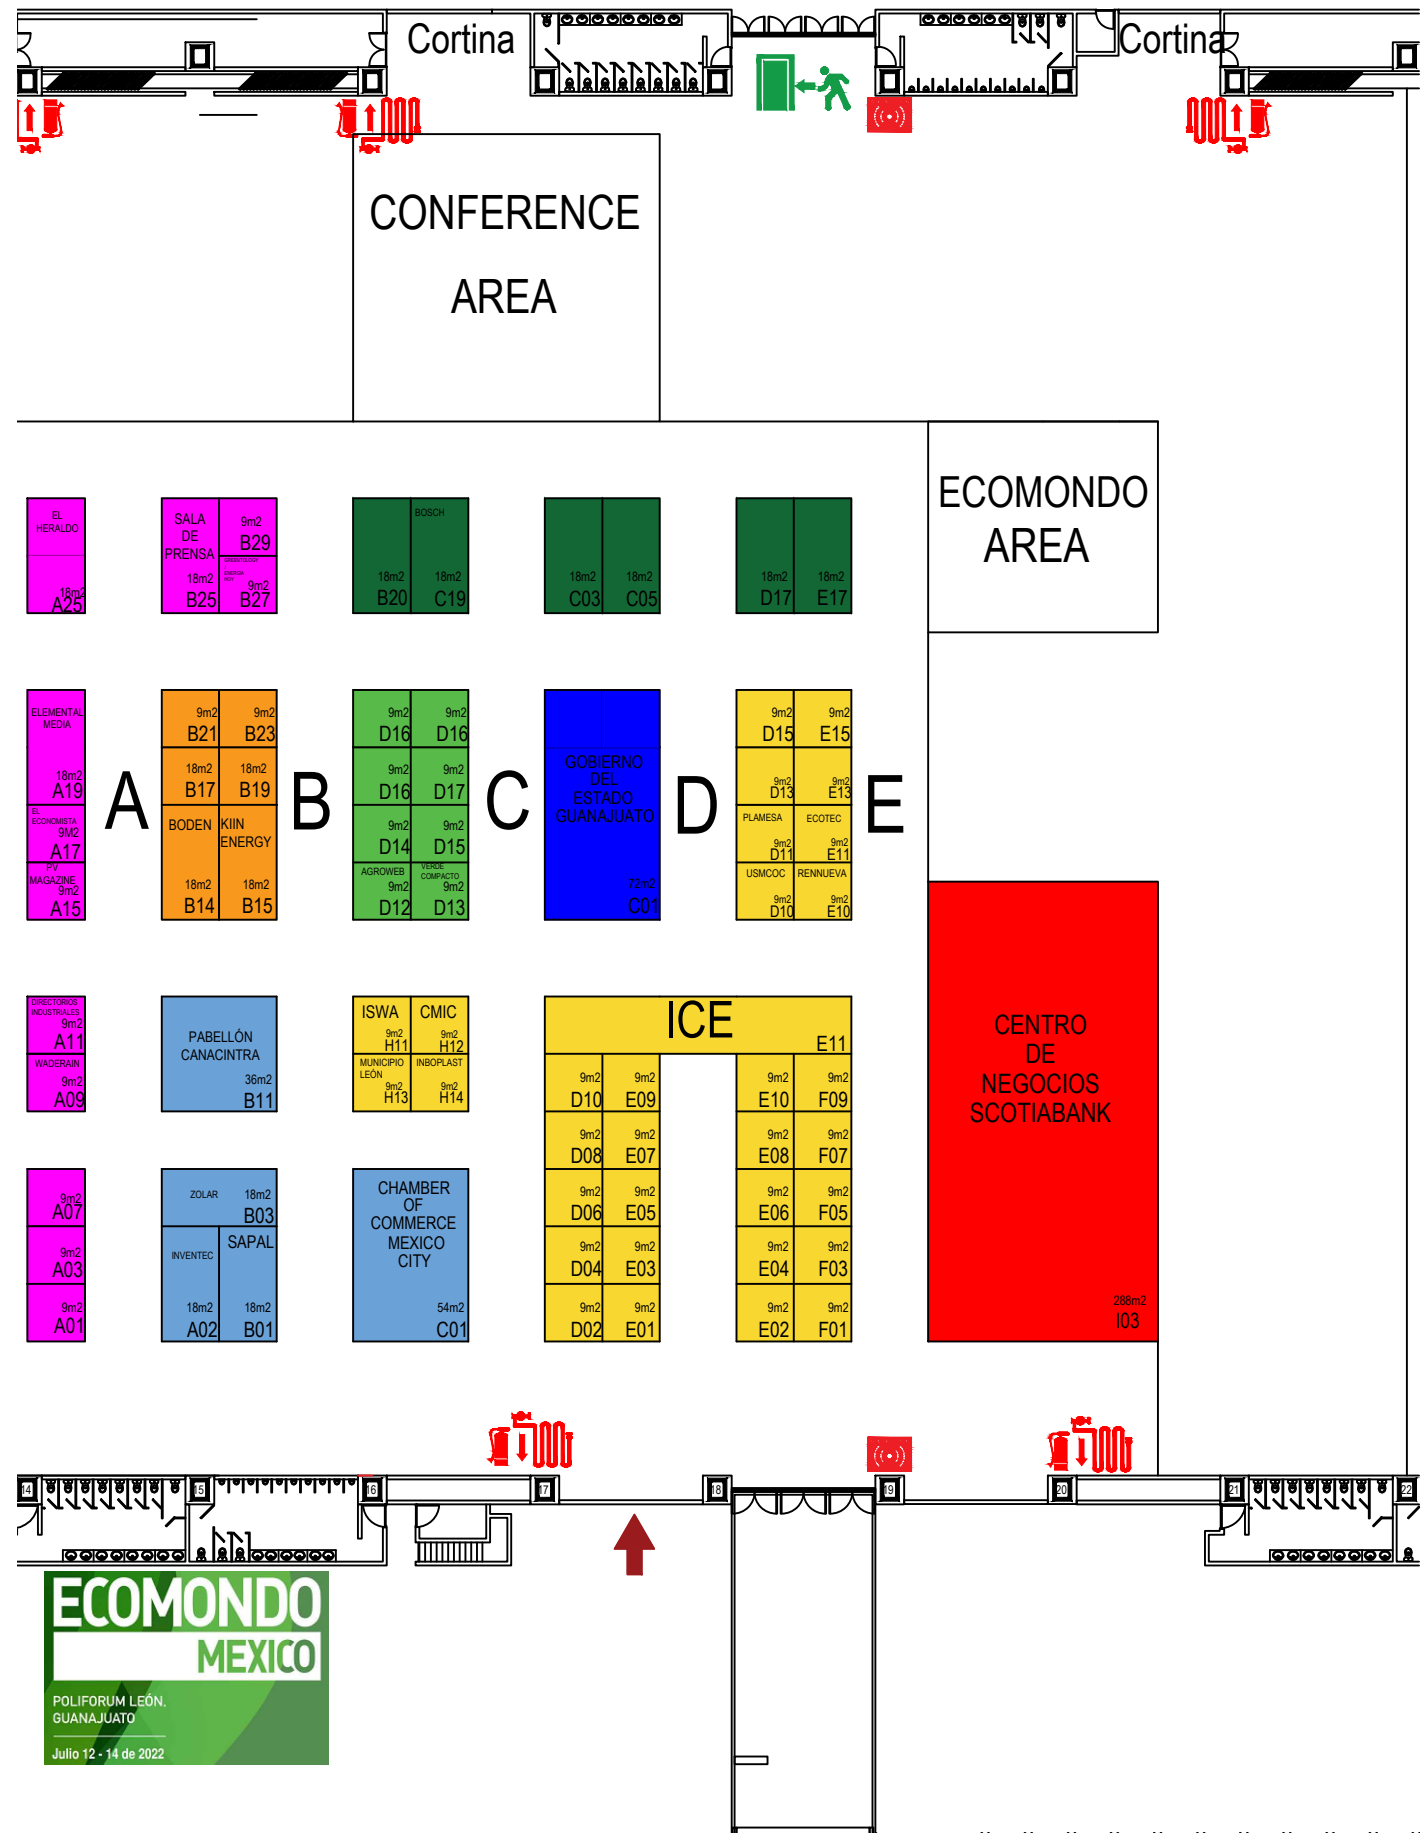 Cortina
Cortina
CONFERENCE
AREA
ECOMONDO
AREA
EL
HERALDO
18m2
A25
SALA
DE
PRENSA
18m2
B25
9m2
B29
GREENTOLOGY
ENERGIA
HOY
9m2
B27
18m2
B20
BOSCH
18m2
C19
18m2
C03
18m2
C05
18m2
D17
18m2
E17
ELEMENTAL
MEDIA
18m2
A19
EL
ECONOMISTA
9M2
A17
PV
MAGAZINE
9m2
A15
A
9m2
B21
9m2
B23
18m2
B17
18m2
B19
BODEN
18m2
B14
KIIN
ENERGY
18m2
B15
B
9m2
D16
9m2
D16
9m2
D16
9m2
D17
9m2
D14
9m2
D15
AGROWEB
9m2
D12
VERDE
COMPACTO
9m2
D13
C
GOBIERNO
DEL
ESTADO
GUANAJUATO
72m2
C01
D
9m2
D15
9m2
E15
9m2
D13
9m2
E13
PLAMESA
9m2
D11
ECOTEC
9m2
E11
USMCOC
9m2
D10
RENNUEVA
9m2
E10
E
DIRECTORIOS
INDUSTRIALES
9m2
A11
WADERAIN
9m2
A09
PABELLÓN
CANACINTRA
36m2
B11
ISWA
9m2
H11
CMIC
9m2
H12
MUNICIPIO
LEÓN
9m2
H13
INBOPLAST
9m2
H14
ICE
E11
9m2
D10
9m2
E09
9m2
E10
9m2
F09
9m2
D08
9m2
E07
9m2
E08
9m2
F07
9m2
D06
9m2
E05
9m2
E06
9m2
F05
9m2
D04
9m2
E03
9m2
E04
9m2
F03
9m2
D02
9m2
E01
9m2
E02
9m2
F01
CENTRO
DE
NEGOCIOS
SCOTIABANK
288m2
I03
9m2
A07
9m2
A03
9m2
A01
ZOLAR
18m2
B03
INVENTEC
18m2
A02
SAPAL
18m2
B01
CHAMBER
OF
COMMERCE
MEXICO
CITY
54m2
C01
14
15
16
17
18
19
20
21
22
ECOMONDO
MEXICO
POLIFORUM LEÓN,
GUANAJUATO
Julio 12 - 14 de 2022